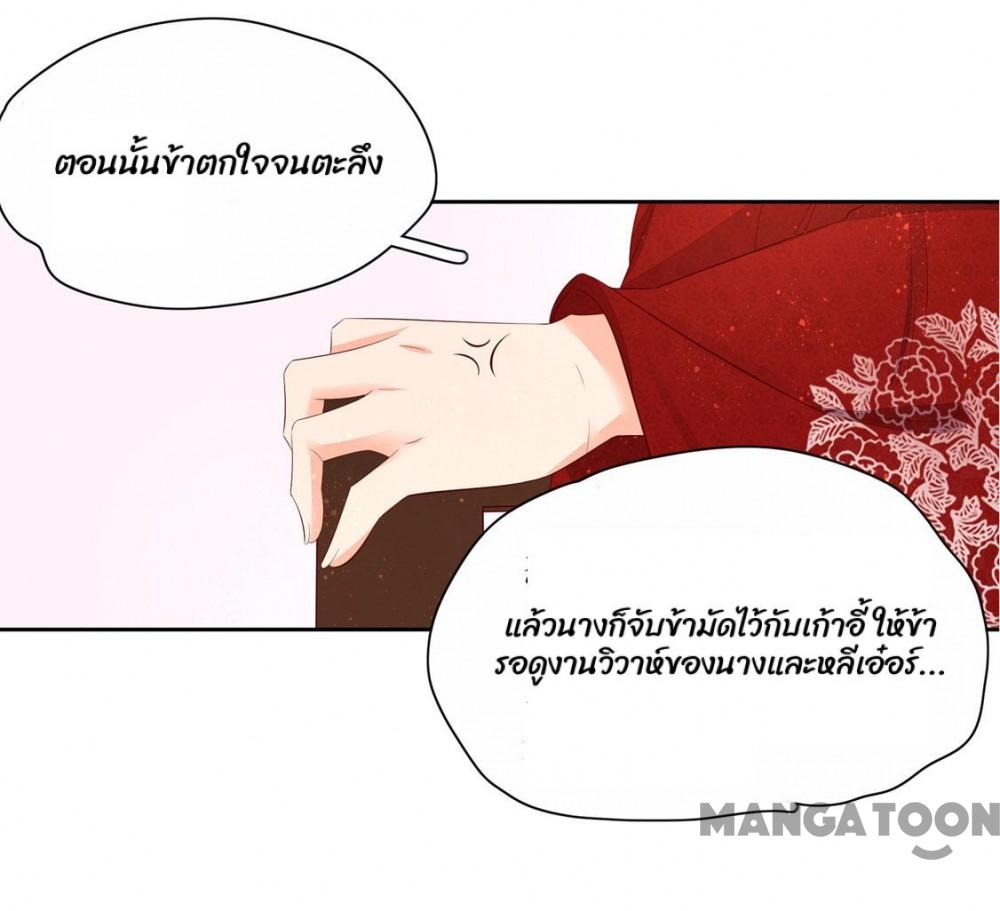 ตอนนั้นข้าตกใจจนตะลึง
แล้วนางก็จับข้ามัดไว้กับเก้าอี้ ให้ข้า
รอดูงานวิวาห์ของนางและหลีเอ๋อร์...
MANGATOON